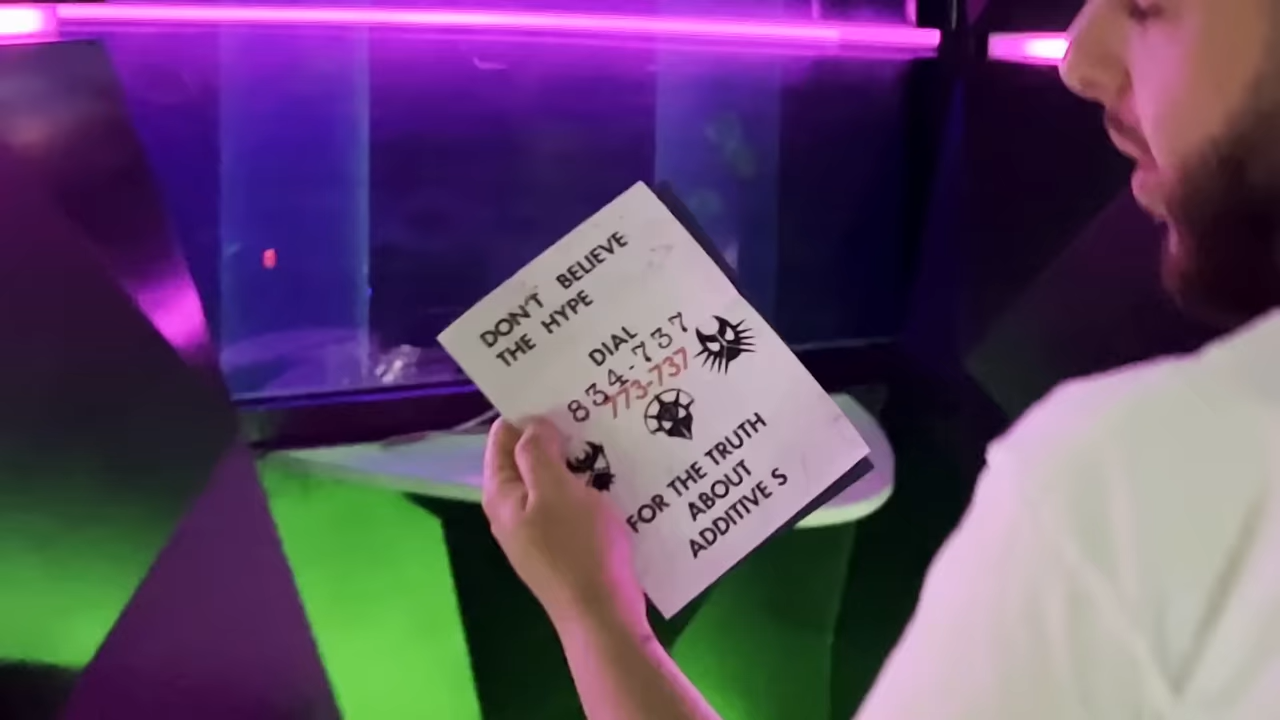 DON'T BELIEVE
THE HYPE
DIAL
834-737
773-737
FOR THE TRUTH
ABOUT
ADDITIVE S